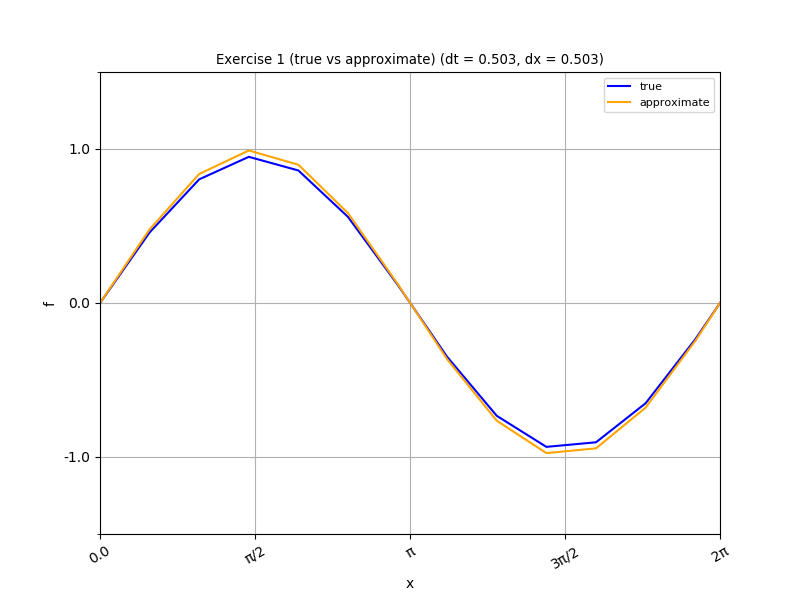 Exercise 1 (true vs approximate) (dt = 0.503, dx = 0.503)
true
approximate
1.0
0.0
-1.0
f
0.0
π/2
π
3π/2
2π
x